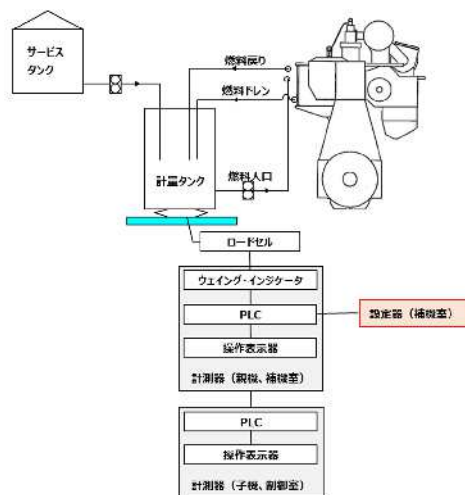 サービス
タンク
燃料戻り
燃料ドレン
計量タンク
燃料入口
ロードセル
ウェイング・インジケータ
PLC
設定器（補機室）
操作表示器
計測器（親機、補機室）
PLC
操作表示器
計測器（子機、制御室）